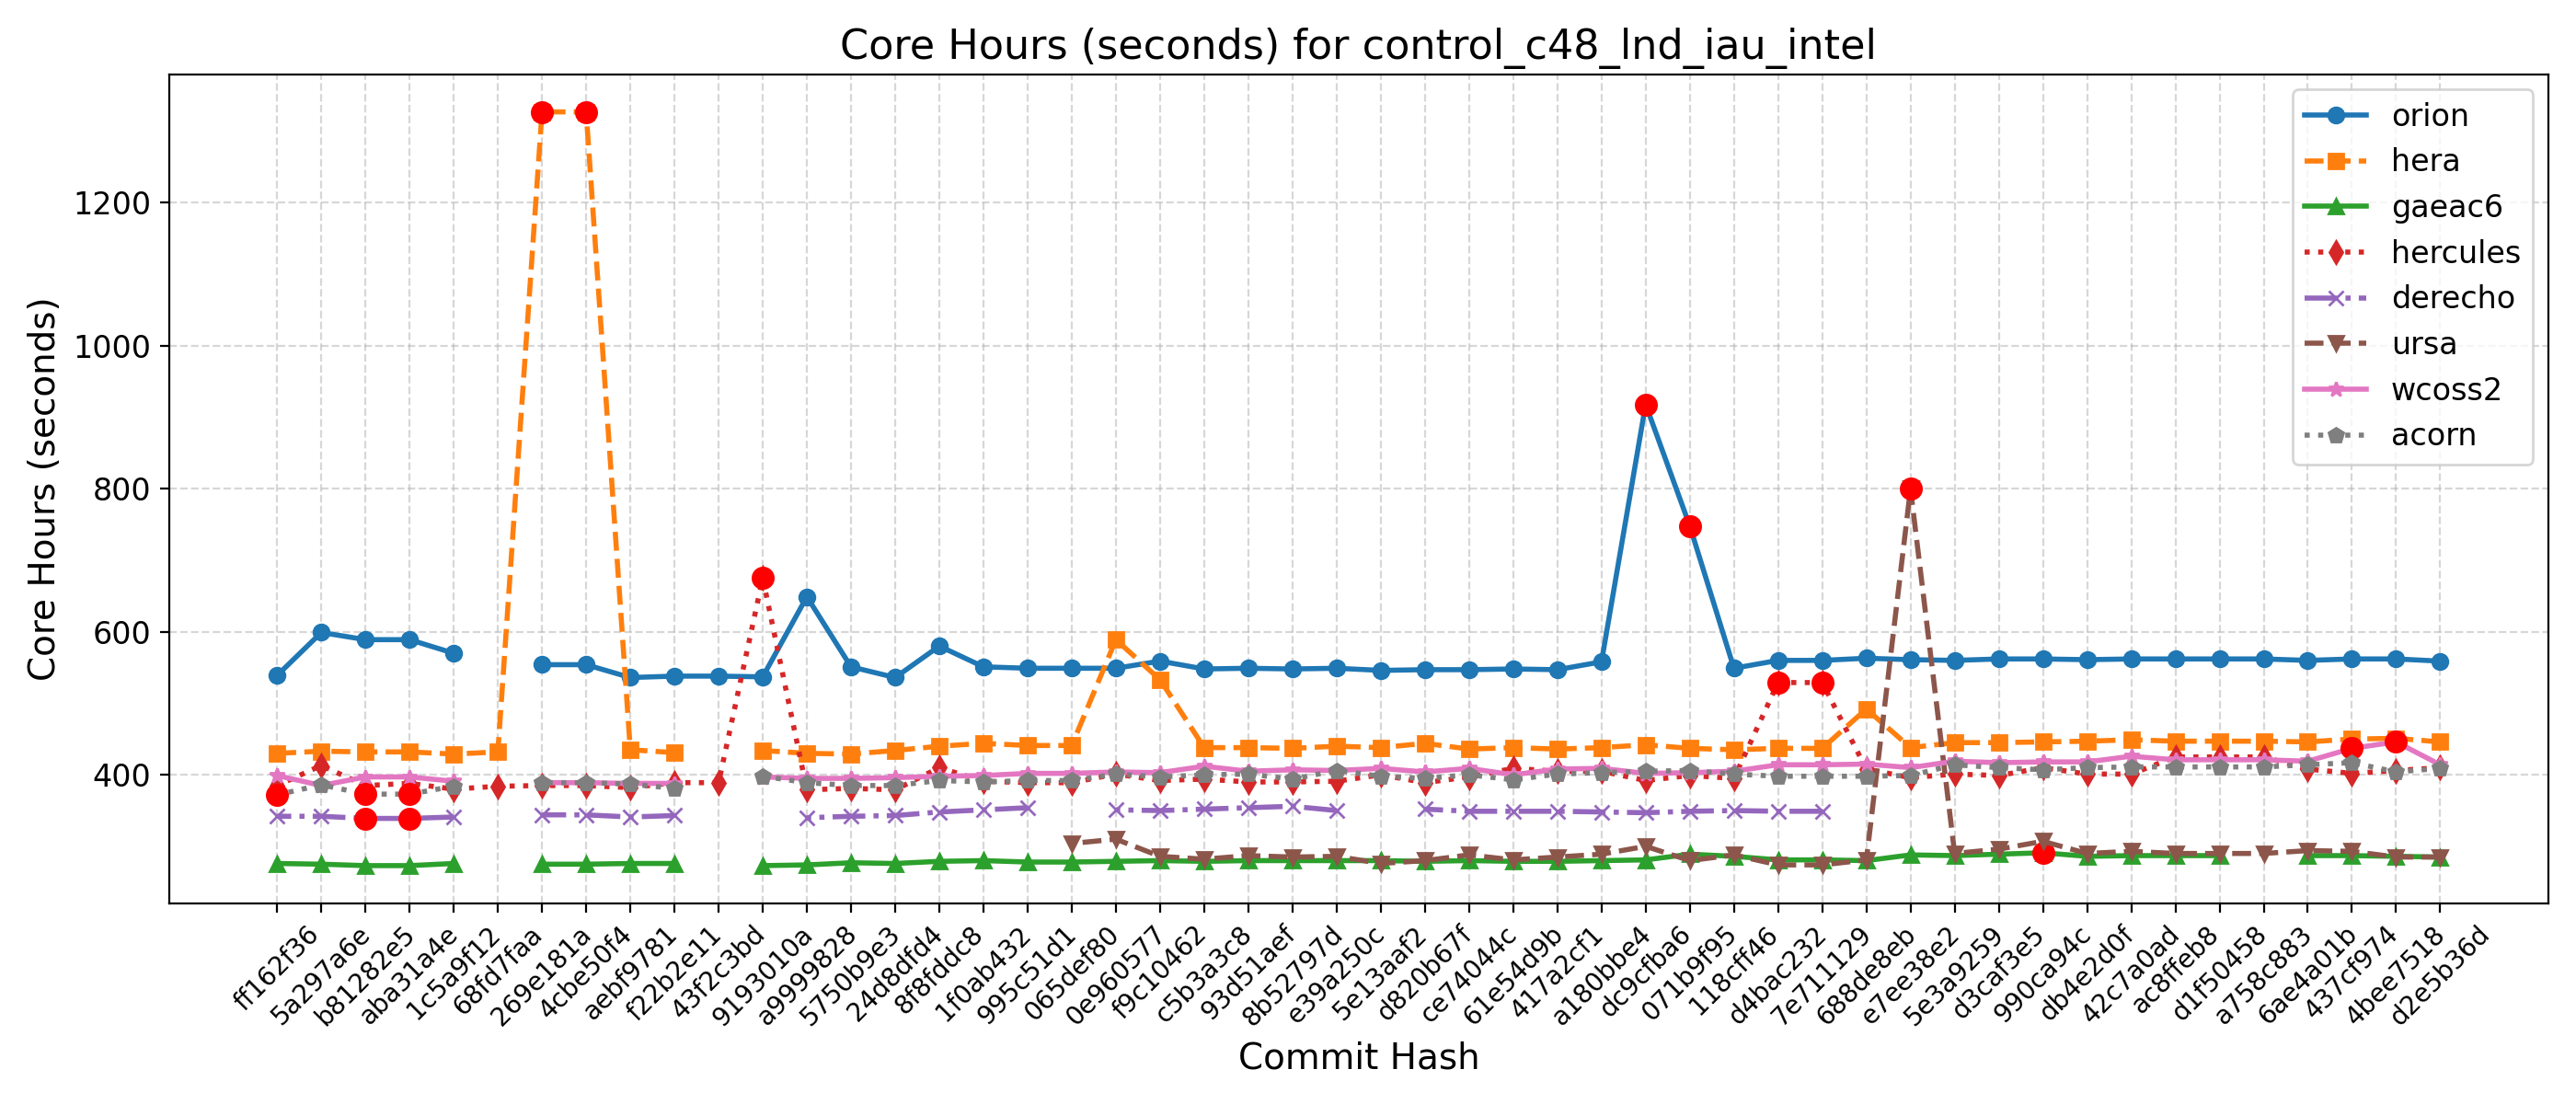 Core Hours (seconds) for control_c48_lnd_iau_intel
Core Hours (seconds)
1200
1000
800
600
400
orion
hera
gaeac6
hercules
derecho
ursa
wcoss2
acorn
ff162f36
5a297a6e
b81282e5
aba31a4e
1c5a9f12
68fd7faa
269e181a
4cbe50f4
aebf9781
f22b2e11
43f2c3bd
9193010a
a9999828
5750b9e3
24d8dfd4
8f8fddc8
1f0ab432
995c51d1
065def80
0e960577
f9c10462
c5b3a3c8
93d51aef
8b52797d
e39a250c
5e13aaf2
d820b67f
ce74044c
61e54d9b
417a2cf1
a180bbe4
dc9cfba6
071b9f95
118cff46
d4bac232
7e711129
688de8eb
e7ee38e2
5e3a9259
d3caf3e5
990ca94c
db4e2d0f
42c7a0ad
ac8ffeb8
d1f50458
a758c883
6ae4a01b
437cf974
4bee7518
d2e5b36d
Commit Hash